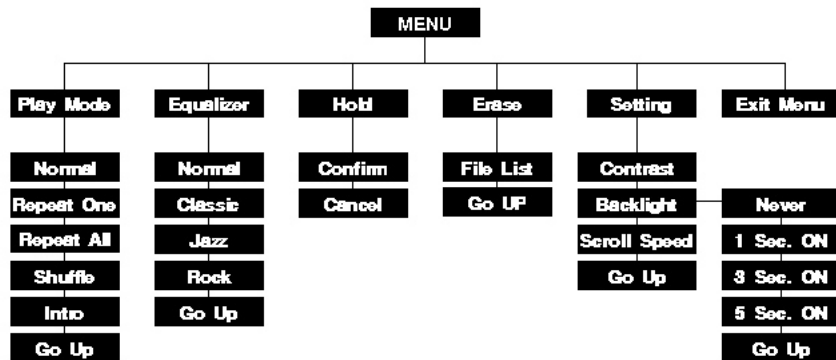 MENU
Play Mode
Equalizer
Hold
Erase
Setting
Exit Menu
Normal
Normal
Confirm
File List
Contrast
Repeat One
Classic
Cancel
Go UP
Backlight
Never
Repeat All
Jazz
Scroll Speed
1 Sec. ON
Shuffle
Rock
Go Up
3 Sec. ON
Intro
Go Up
5 Sec. ON
Go Up
Go Up